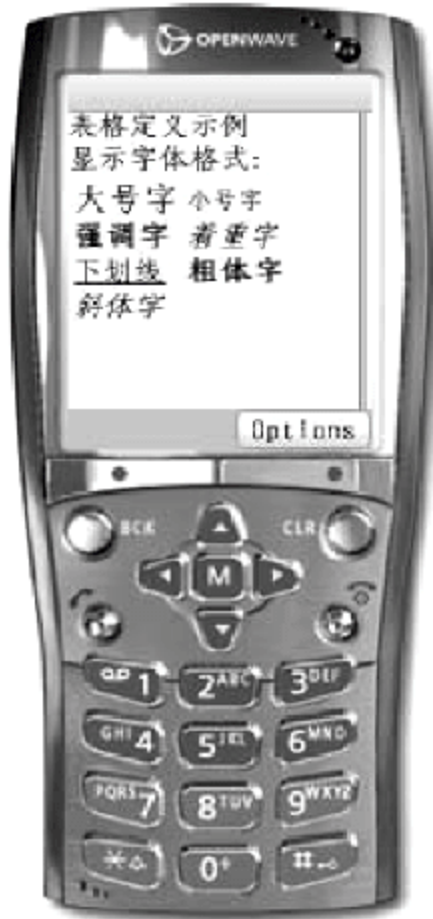 OPENWAVE
表格定义示例
显示字体格式:
大号字 小号字
强调字 着重字
下划线 粗体字
斜体字
Options
BCK CLR
M
1 2ABC 3DEF
GHI4 5JKL 6MNO
PQRS7 8TUV 9WXYZ
* 0+ #